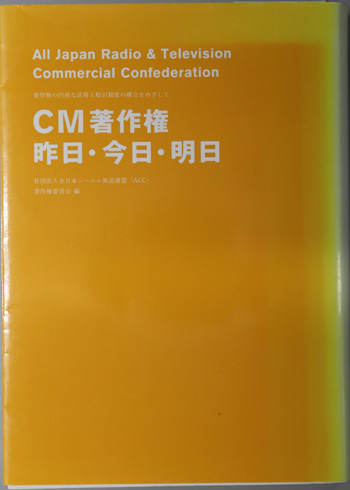 All Japan Radio & Television
Commercial Confederation
著作物の円滑な活用と取引制度の確立をめざして
CM著作権
昨日・今日・明日
社団法人全日本シーエム放送連盟（ACC）
著作権委員会 編